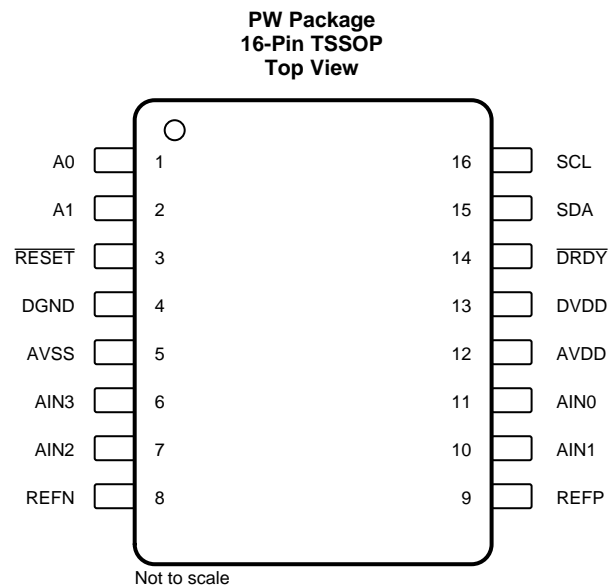 PW Package
16-Pin TSSOP
Top View
A0 1 16 SCL
A1 2 15 SDA
RESET 3 14 DRDY
DGND 4 13 DVDD
AVSS 5 12 AVDD
AIN3 6 11 AIN0
AIN2 7 10 AIN1
REFN 8 9 REFP
Not to scale